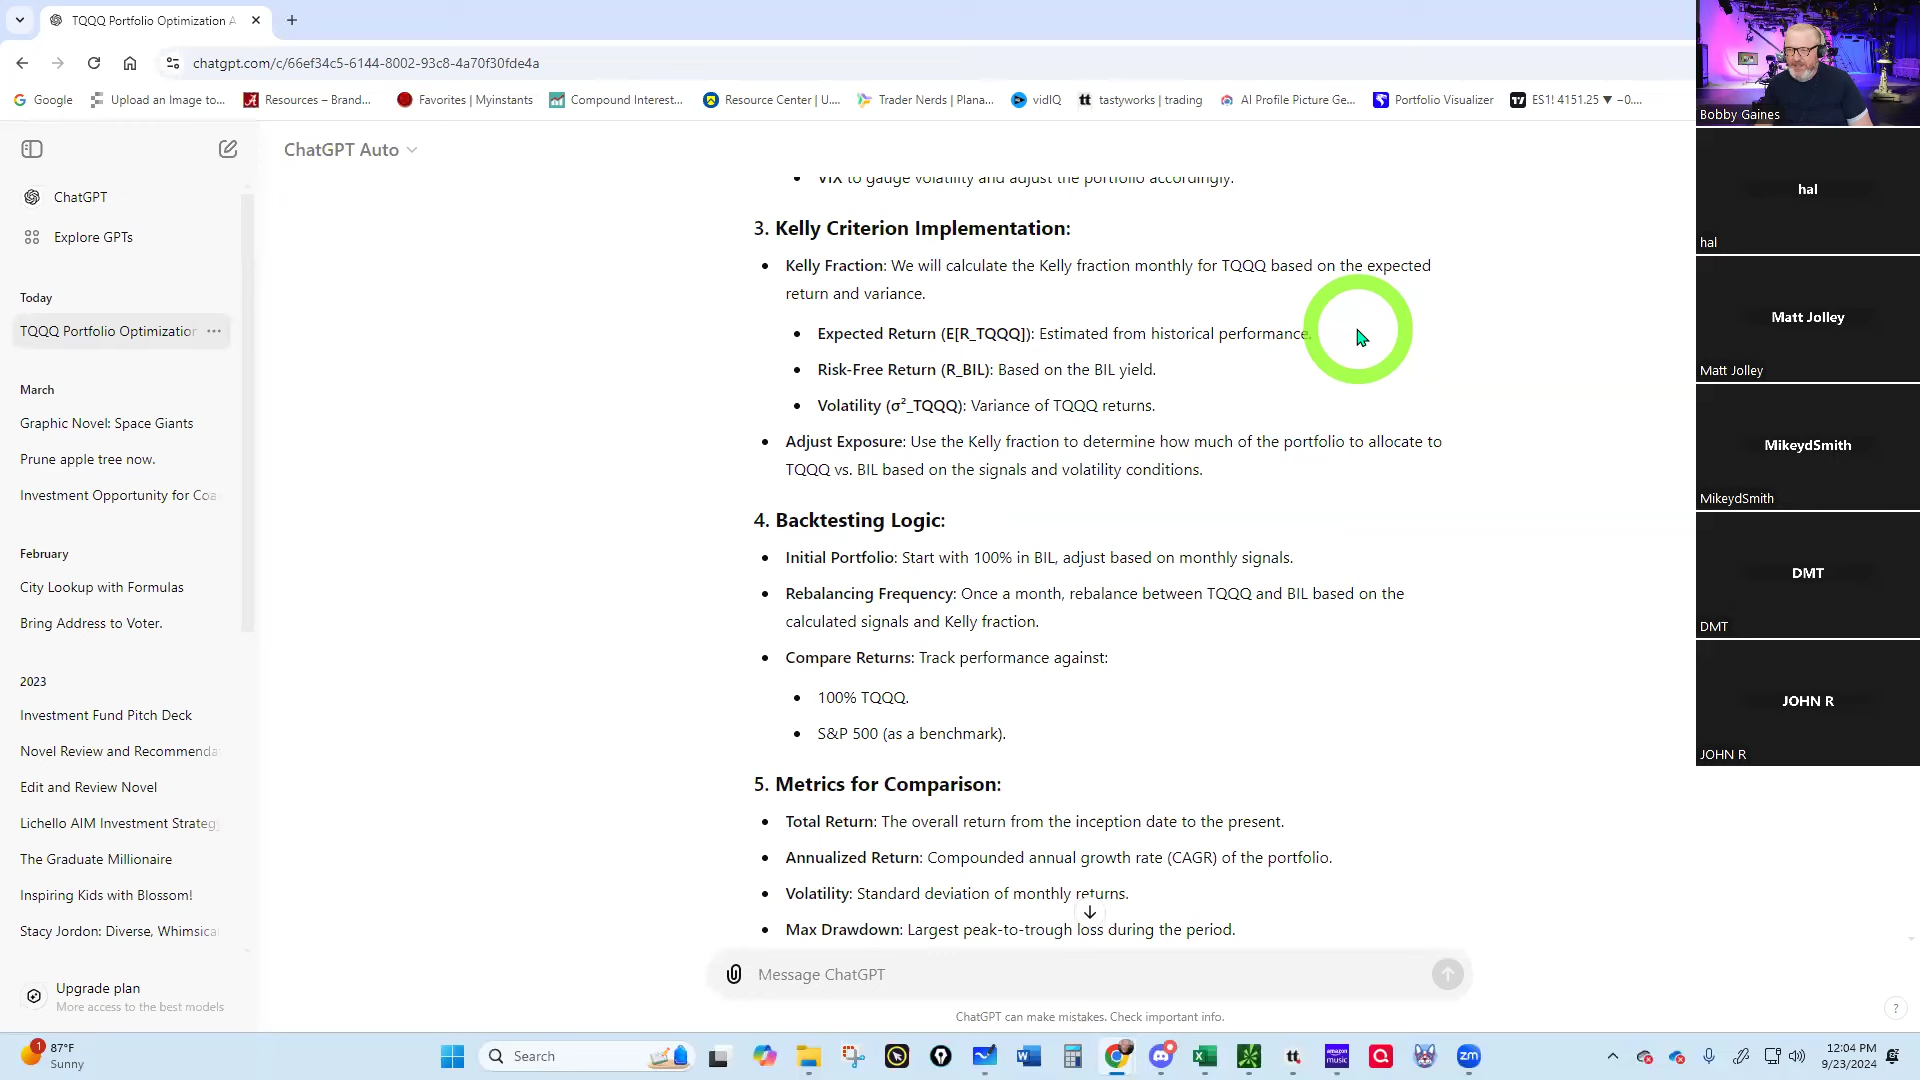 TQQQ Portfolio Optimization A
chatgpt.com/c/66ef34c5-6144-8002-93c8-4a70f30fde4a
Google
Upload an Image to...
Resources – Brand...
Favorites | Myinstants
Compound Interest...
Resource Center | U...
Trader Nerds | Plana...
vidIQ
tt
tastyworks | trading
AI Profile Picture Ge...
Portfolio Visualizer
ES1! 4151.25 ▼ −0....
ChatGPT Auto
ChatGPT
Explore GPTs
Today
TQQQ Portfolio Optimization
March
Graphic Novel: Space Giants
Prune apple tree now.
Investment Opportunity for Coa
February
City Lookup with Formulas
Bring Address to Voter.
2023
Investment Fund Pitch Deck
Novel Review and Recommenda
Edit and Review Novel
Lichello AIM Investment Strateg
The Graduate Millionaire
Inspiring Kids with Blossom!
Stacy Jordon: Diverse, Whimsica
Upgrade plan
More access to the best models
VIX to gauge volatility and adjust the portfolio accordingly.
3. Kelly Criterion Implementation:
Kelly Fraction: We will calculate the Kelly fraction monthly for TQQQ based on the expected
return and variance.
Expected Return (E[R_TQQQ]): Estimated from historical performance.
Risk-Free Return (R_BIL): Based on the BIL yield.
Volatility (σ²_TQQQ): Variance of TQQQ returns.
Adjust Exposure: Use the Kelly fraction to determine how much of the portfolio to allocate to
TQQQ vs. BIL based on the signals and volatility conditions.
4. Backtesting Logic:
Initial Portfolio: Start with 100% in BIL, adjust based on monthly signals.
Rebalancing Frequency: Once a month, rebalance between TQQQ and BIL based on the
calculated signals and Kelly fraction.
Compare Returns: Track performance against:
100% TQQQ.
S&P 500 (as a benchmark).
5. Metrics for Comparison:
Total Return: The overall return from the inception date to the present.
Annualized Return: Compounded annual growth rate (CAGR) of the portfolio.
Volatility: Standard deviation of monthly returns.
Max Drawdown: Largest peak-to-trough loss during the period.
Message ChatGPT
ChatGPT can make mistakes. Check important info.
?
Bobby Gaines
hal
hal
Matt Jolley
Matt Jolley
MikeydSmith
MikeydSmith
DMT
DMT
JOHN R
JOHN R
1
87°F
Sunny
Search
tt
amazon music
zm
12:04 PM
9/23/2024